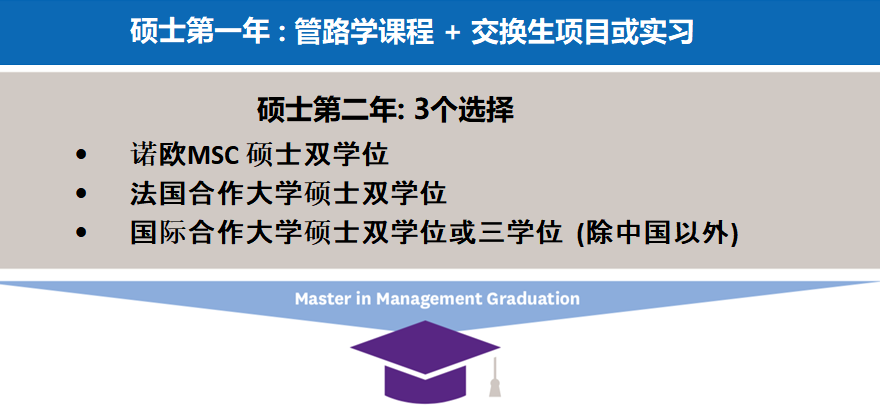 硕士第一年 : 管路学课程 + 交换生项目或实习
硕士第二年: 3个选择
• 诺欧MSC 硕士双学位
• 法国合作大学硕士双学位
• 国际合作大学硕士双学位或三学位 (除中国以外)
Master in Management Graduation